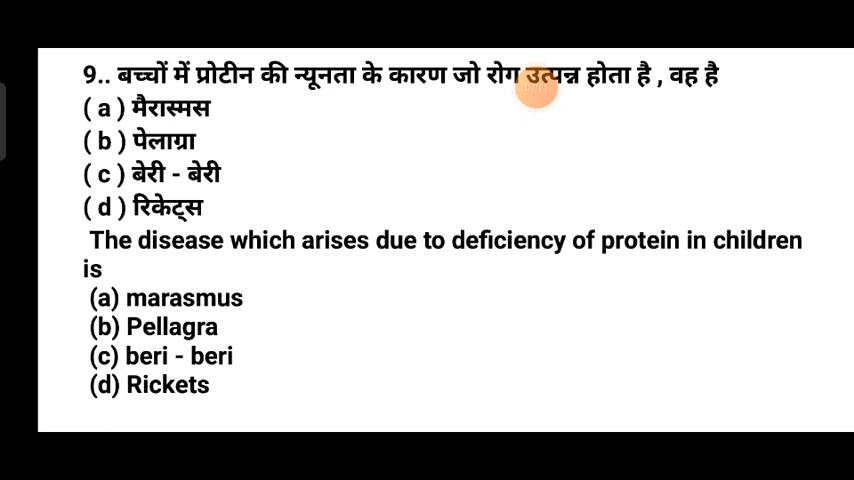 9.. बच्चों में प्रोटीन की न्यूनता के कारण जो रोग उत्पन्न होता है , वह है
( a ) मैरास्मस
( b ) पेलाग्रा
( c ) बेरी - बेरी
( d ) रिकेट्स
The disease which arises due to deficiency of protein in children
is
(a) marasmus
(b) Pellagra
(c) beri - beri
(d) Rickets